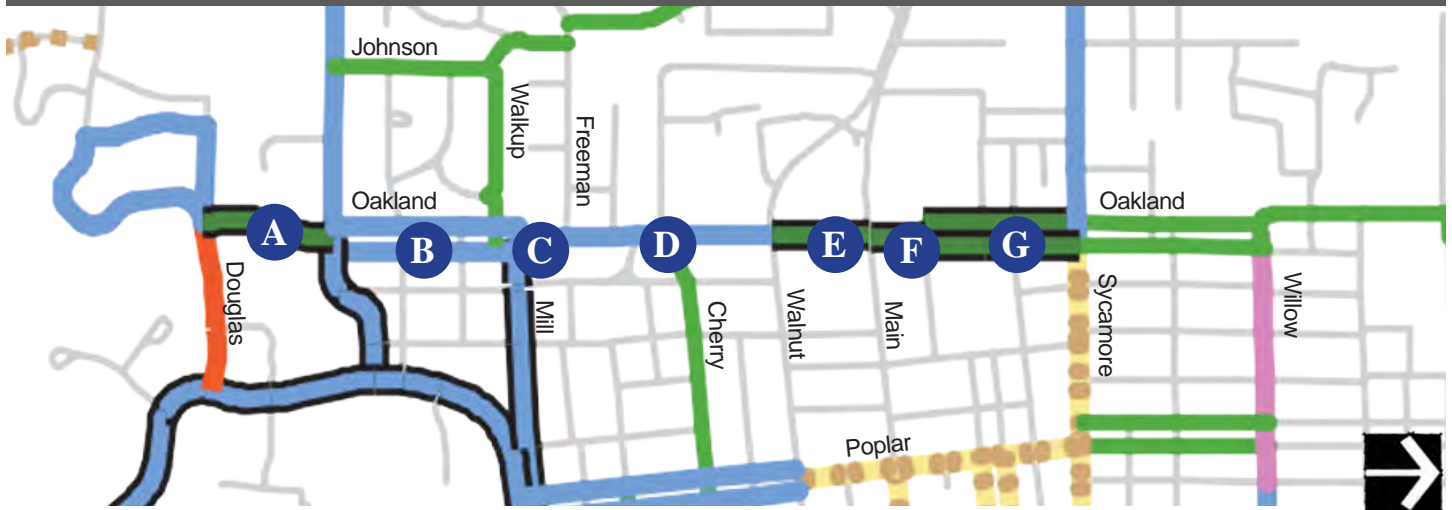 Johnson
Walkup
Freeman
Oakland
Oakland
A
B
C
D
E
F
G
Douglas
Mill
Cherry
Walnut
Main
Sycamore
Willow
Poplar